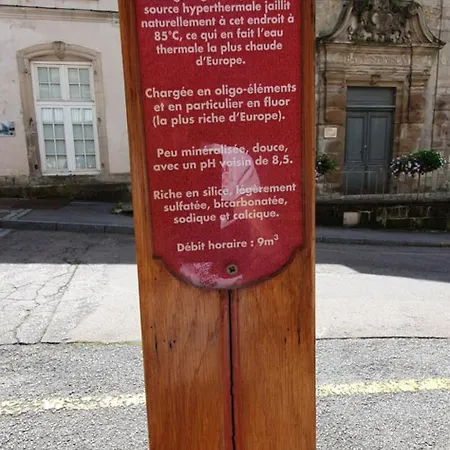 source hyperthermale jaillit
naturellement à cet endroit à
85°C, ce qui en fait l'eau
thermale la plus chaude
d'Europe.
Chargée en oligo-éléments
et en particulier en fluor
(la plus riche d'Europe).
Peu minéralisée, douce,
avec un pH voisin de 8,5.
Riche en silice, légèrement
sulfatée, bicarbonatée,
sodique et calcique.
Débit horaire : 9m³